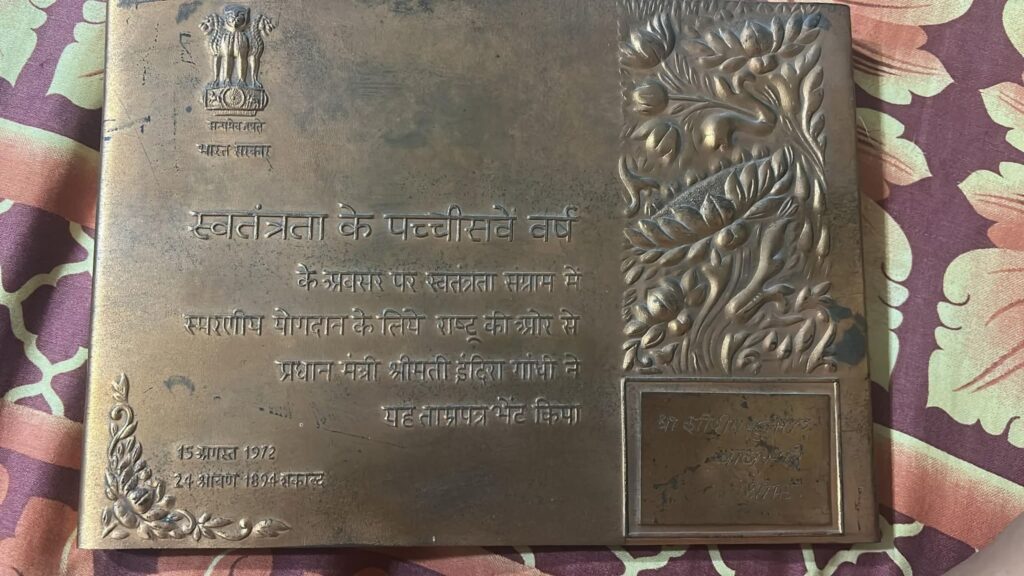 सत्यमेव जयते
भारत सरकार
स्वतंत्रता के पच्चीसवें वर्ष
के अवसर पर स्वतंत्रता संग्राम में
स्मरणीय योगदान के लिये राष्ट्र की ओर से
प्रधान मंत्री श्रीमती इंदिरा गांधी ने
यह ताम्रपत्र भेंट किया
15 अगस्त 1972
24 श्रावण 1894 शकाब्द
श्री